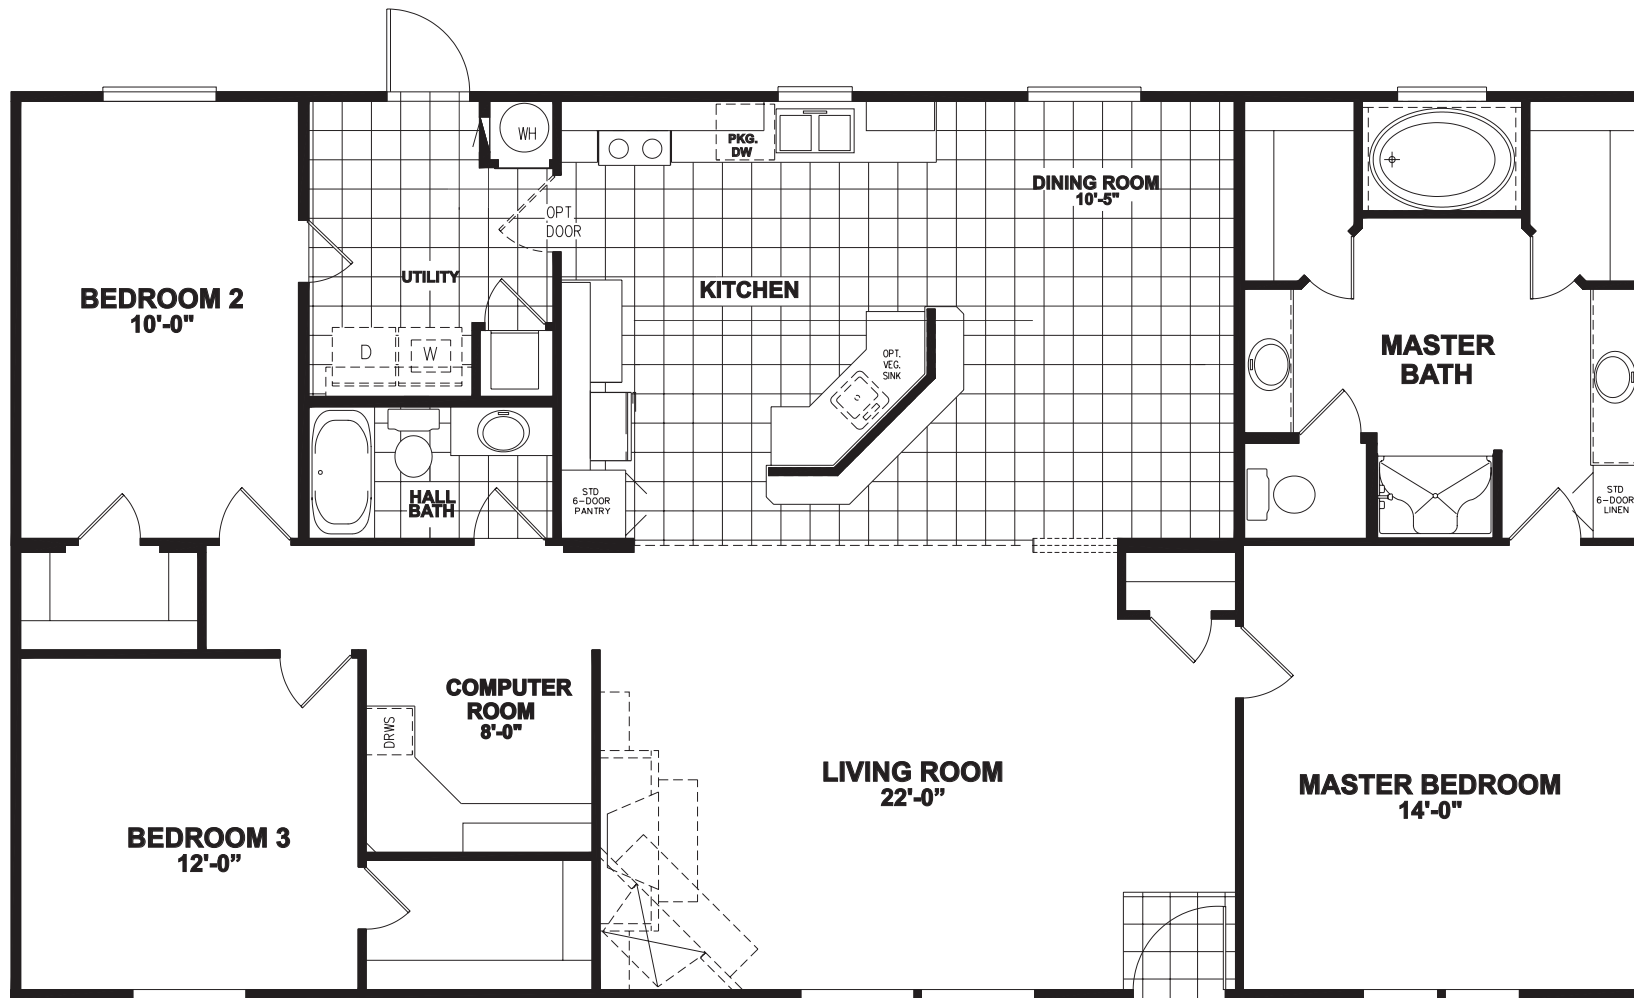 WH
PKG.
DW
DINING ROOM
10'-5"
OPT
DOOR
UTILITY
BEDROOM 2
10'-0"
KITCHEN
D
W
OPT.
VEG.
SINK
MASTER
BATH
HALL
BATH
STD
6-DOOR
PANTRY
STD
6-DOOR
LINEN
COMPUTER
ROOM
8'-0"
DRWS
LIVING ROOM
22'-0”
MASTER BEDROOM
14'-0"
BEDROOM 3
12'-0”